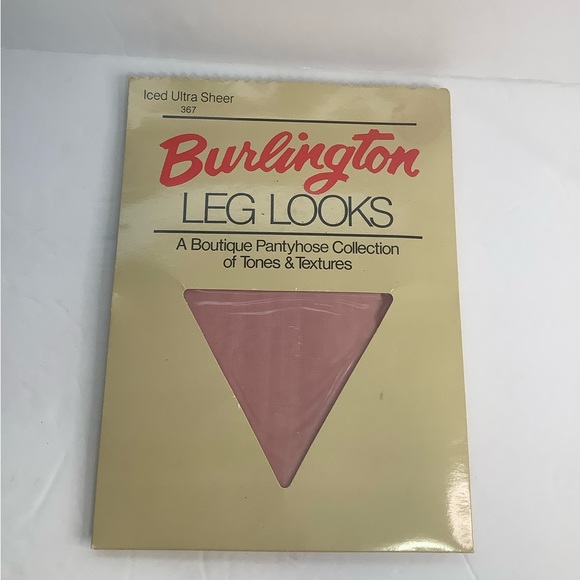 Iced Ultra Sheer
367
Burlington
LEG LOOKS
A Boutique Pantyhose Collection
of Tones & Textures